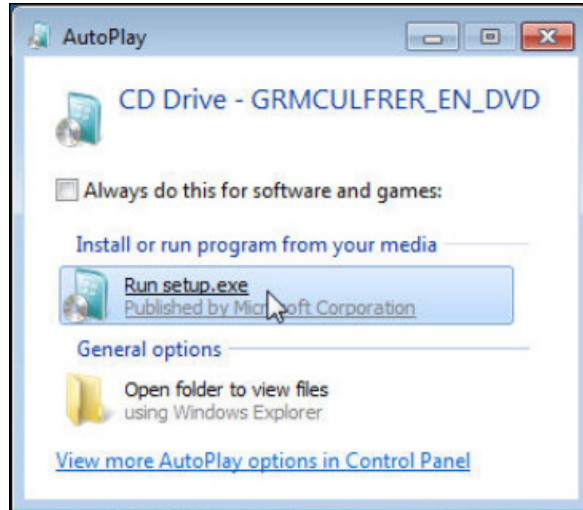 AutoPlay
CD Drive - GRMCULFRER_EN_DVD
Always do this for software and games:
Install or run program from your media
Run setup.exe
Published by Microsoft Corporation
General options
Open folder to view files
using Windows Explorer
View more AutoPlay options in Control Panel